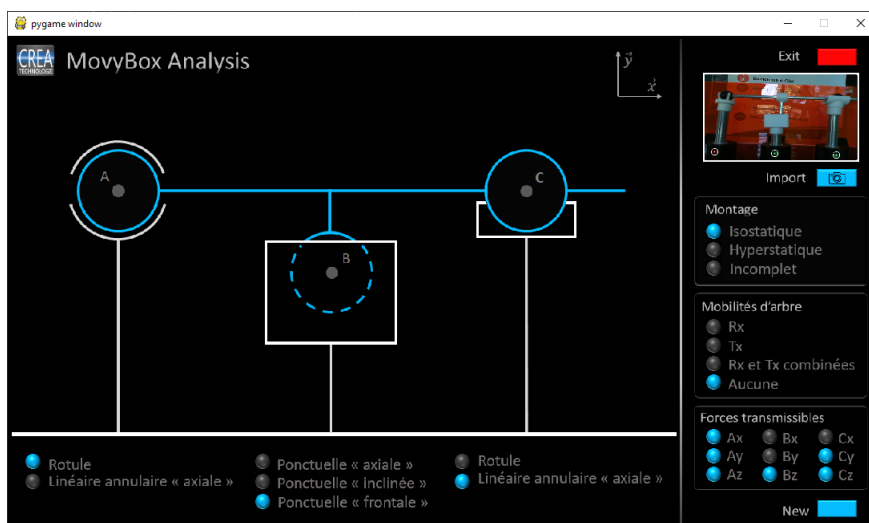 pygame window
CREA
TECHNOLOGIE
MovyBox Analysis
y
x
A
C
B
Rotule
Linéaire annulaire « axiale »
Ponctuelle « axiale »
Ponctuelle « inclinée »
Ponctuelle « frontale »
Rotule
Linéaire annulaire « axiale »
Exit
Import
Montage
Isostatique
Hyperstatique
Incomplet
Mobilités d'arbre
Rx
Tx
Rx et Tx combinées
Aucune
Forces transmissibles
Ax Bx Cx
Ay By Cy
Az Bz Cz
New